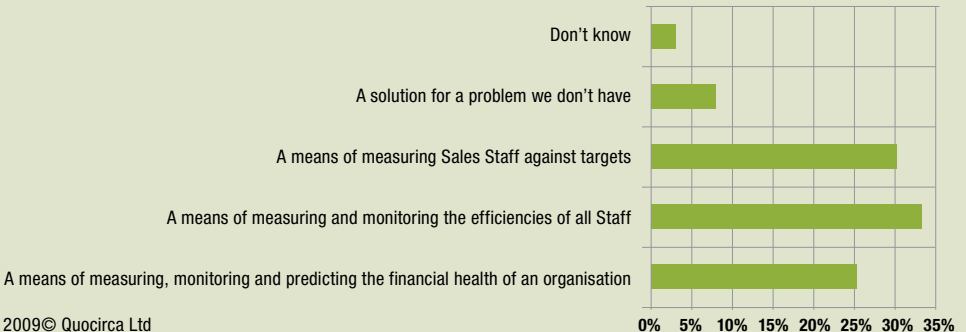 Don’t know
A solution for a problem we don’t have
A means of measuring Sales Staff against targets
A means of measuring and monitoring the efficiencies of all Staff
A means of measuring, monitoring and predicting the financial health of an organisation
2009© Quocirca Ltd
0% 5% 10% 15% 20% 25% 30% 35%